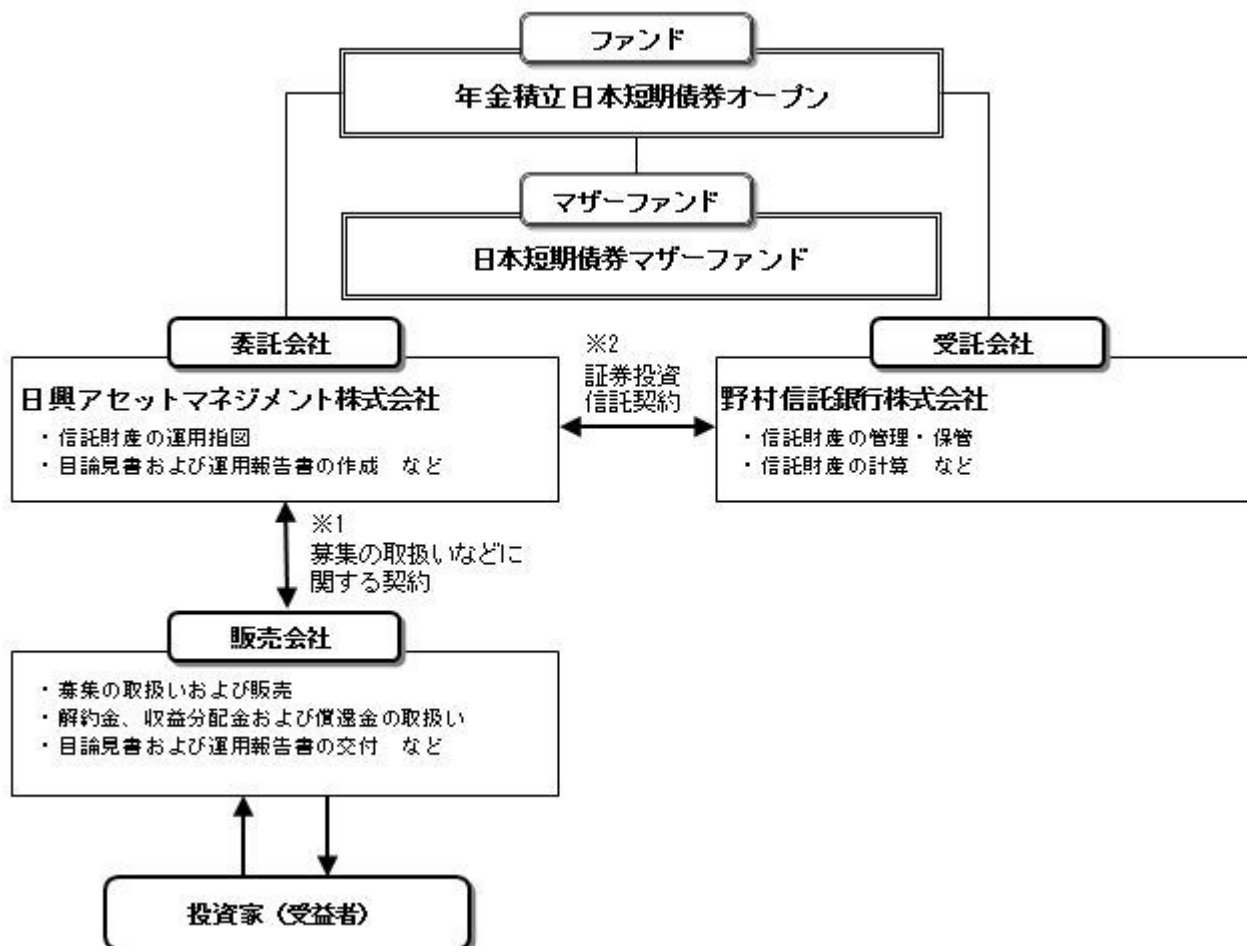 ファンド
年金積立日本短期債券オープン
マザーファンド
日本短期債券マザーファンド
委託会社
日興アセットマネジメント株式会社
・信託財産の運用指図
・目論見書および運用報告書の作成　など
※2
証券投資
信託契約
受託会社
野村信託銀行株式会社
・信託財産の管理・保管
・信託財産の計算　など
※1
募集の取扱いなどに
関する契約
販売会社
・募集の取扱いおよび販売
・解約金、収益分配金および償還金の取扱い
・目論見書および運用報告書の交付　など
投資家（受益者）